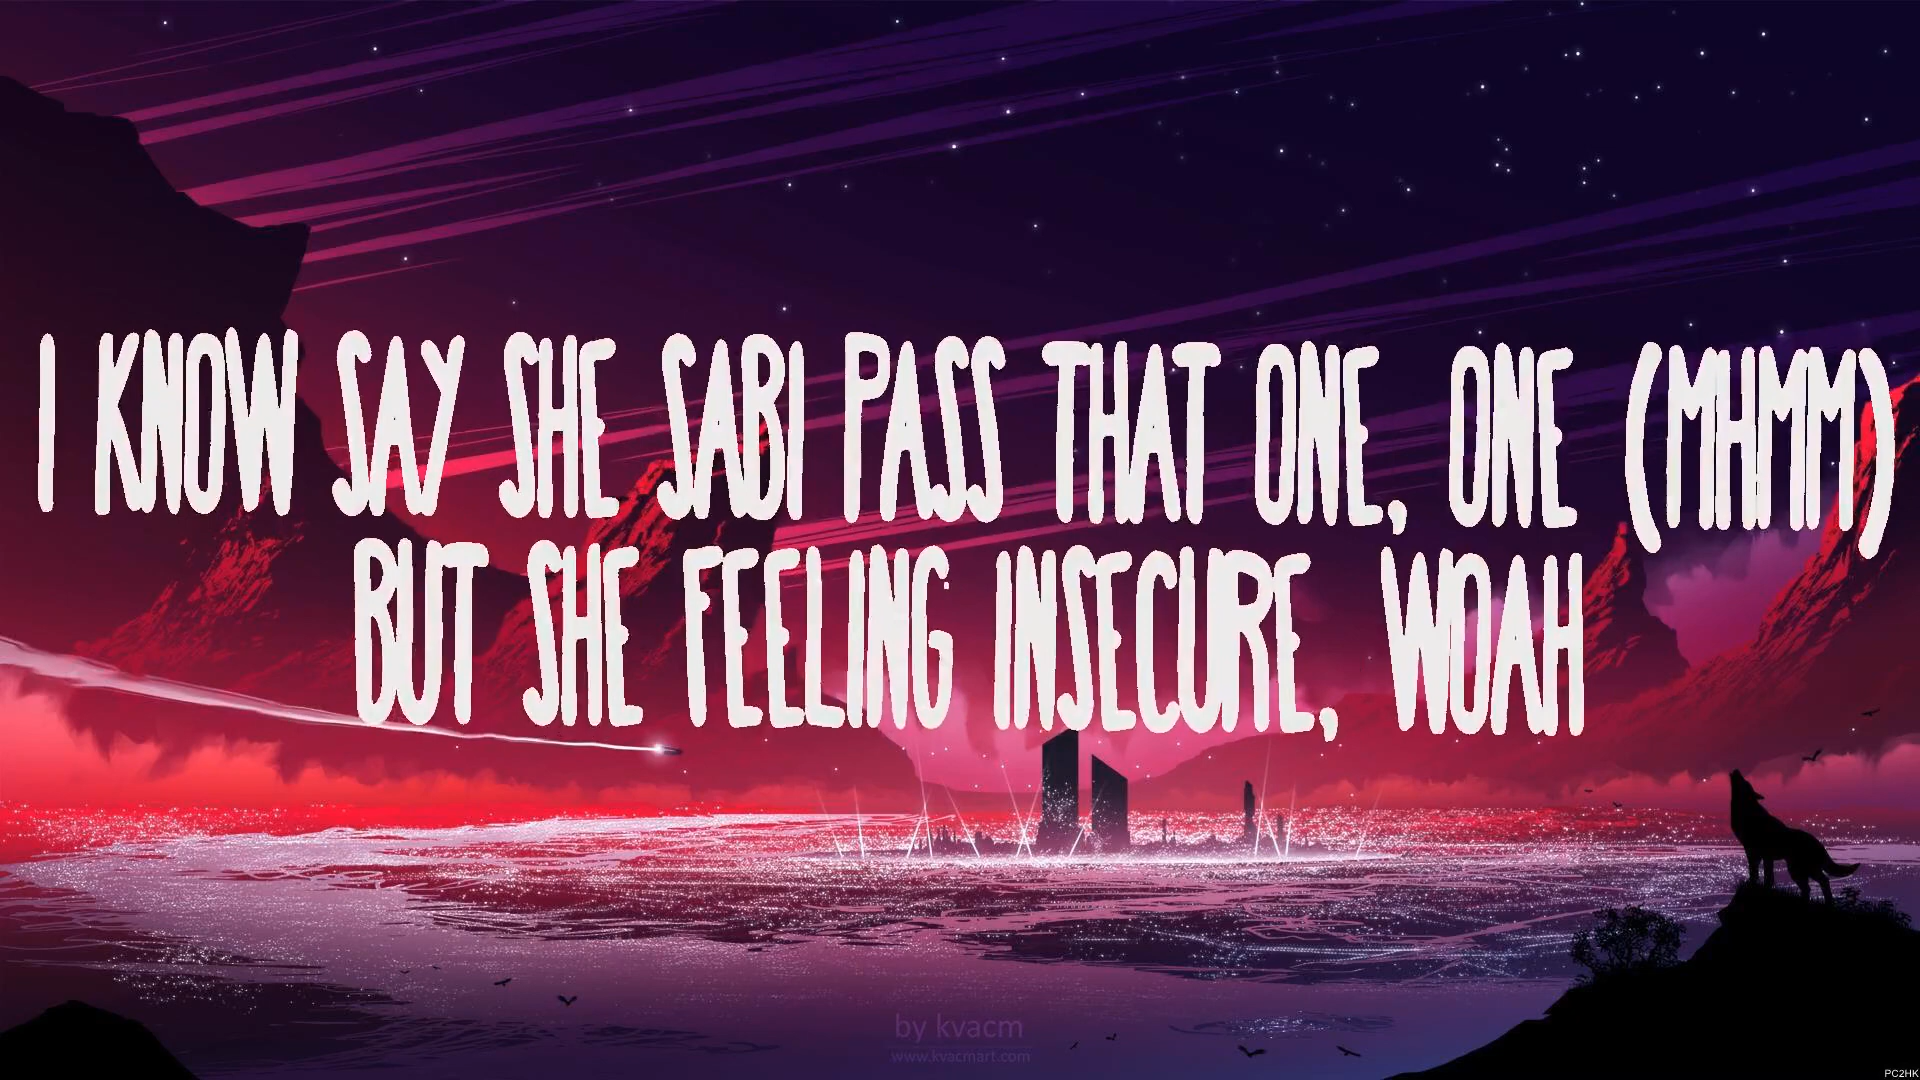 I KNOW SAY SHE SABI PASS THAT ONE, ONE (MHMM)
BUT SHE FEELING INSECURE, WOAH
by kvacm
www.kvacmart.com
PC2HK